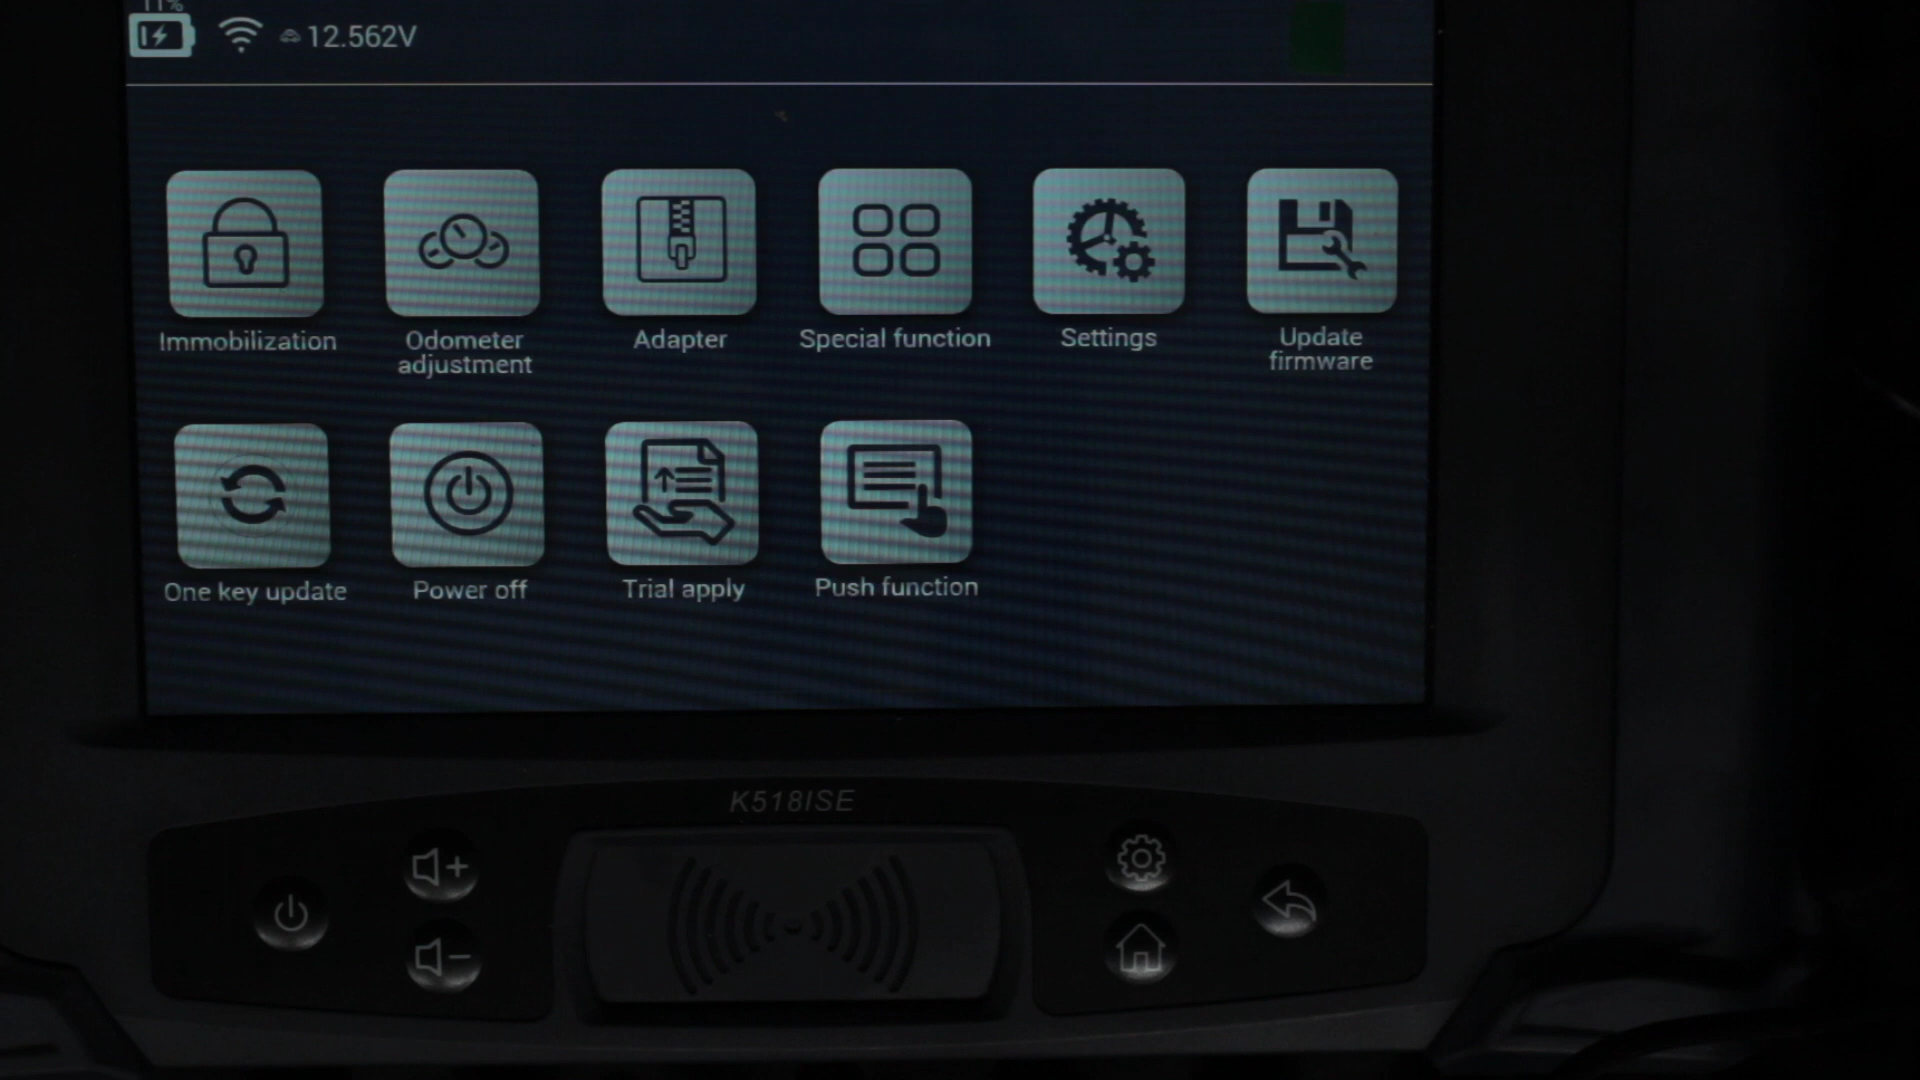 11%
12.562V
Immobilization
Odometer
adjustment
Adapter
Special function
Settings
Update
firmware
One key update
Power off
Trial apply
Push function
K518ISE